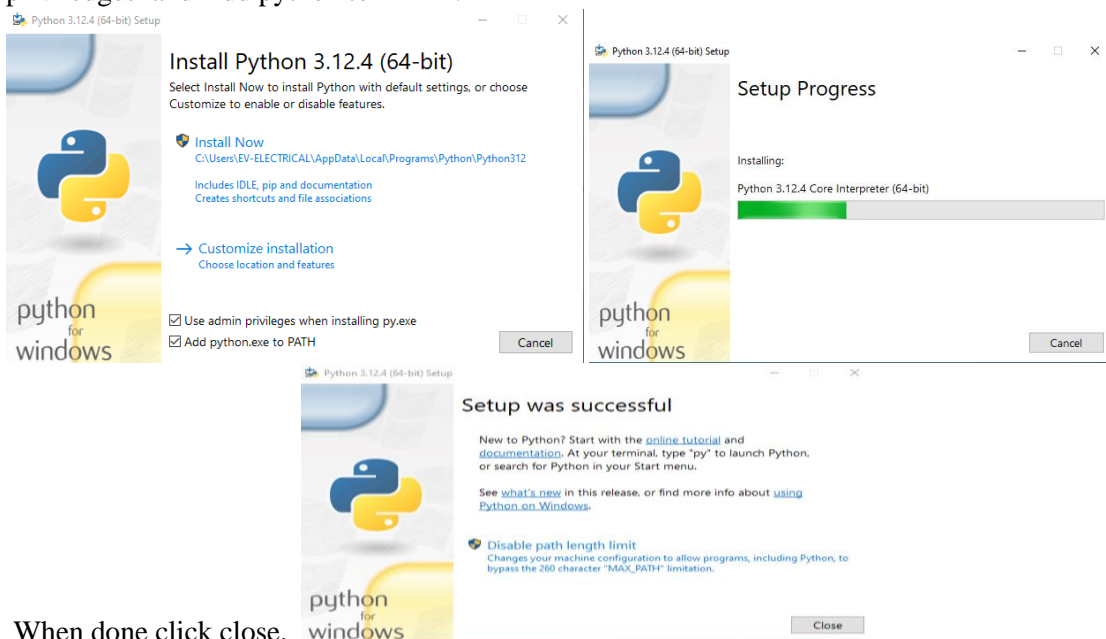 Python 3.12.4 (64-bit) Setup
Install Python 3.12.4 (64-bit)
Select Install Now to install Python with default settings, or choose
Customize to enable or disable features.
Install Now
C:\Users\EV-ELECTRICAL\AppData\Local\Programs\Python\Python312
Includes IDLE, pip and documentation
Creates shortcuts and file associations
Customize installation
Choose location and features
Use admin privileges when installing py.exe
Add python.exe to PATH
Cancel
python
for
windows
Python 3.12.4 (64-bit) Setup
Setup Progress
Installing:
Python 3.12.4 Core Interpreter (64-bit)
Cancel
python
for
windows
Python 3.12.4 (64-bit) Setup
Setup was successful
New to Python? Start with the online tutorial and
documentation. At your terminal, type "py" to launch Python,
or search for Python in your Start menu.
See what's new in this release, or find more info about using
Python on Windows.
Disable path length limit
Changes your machine configuration to allow programs, including Python, to
bypass the 260 character "MAX_PATH" limitation.
Close
python
for
windows
When done click close.